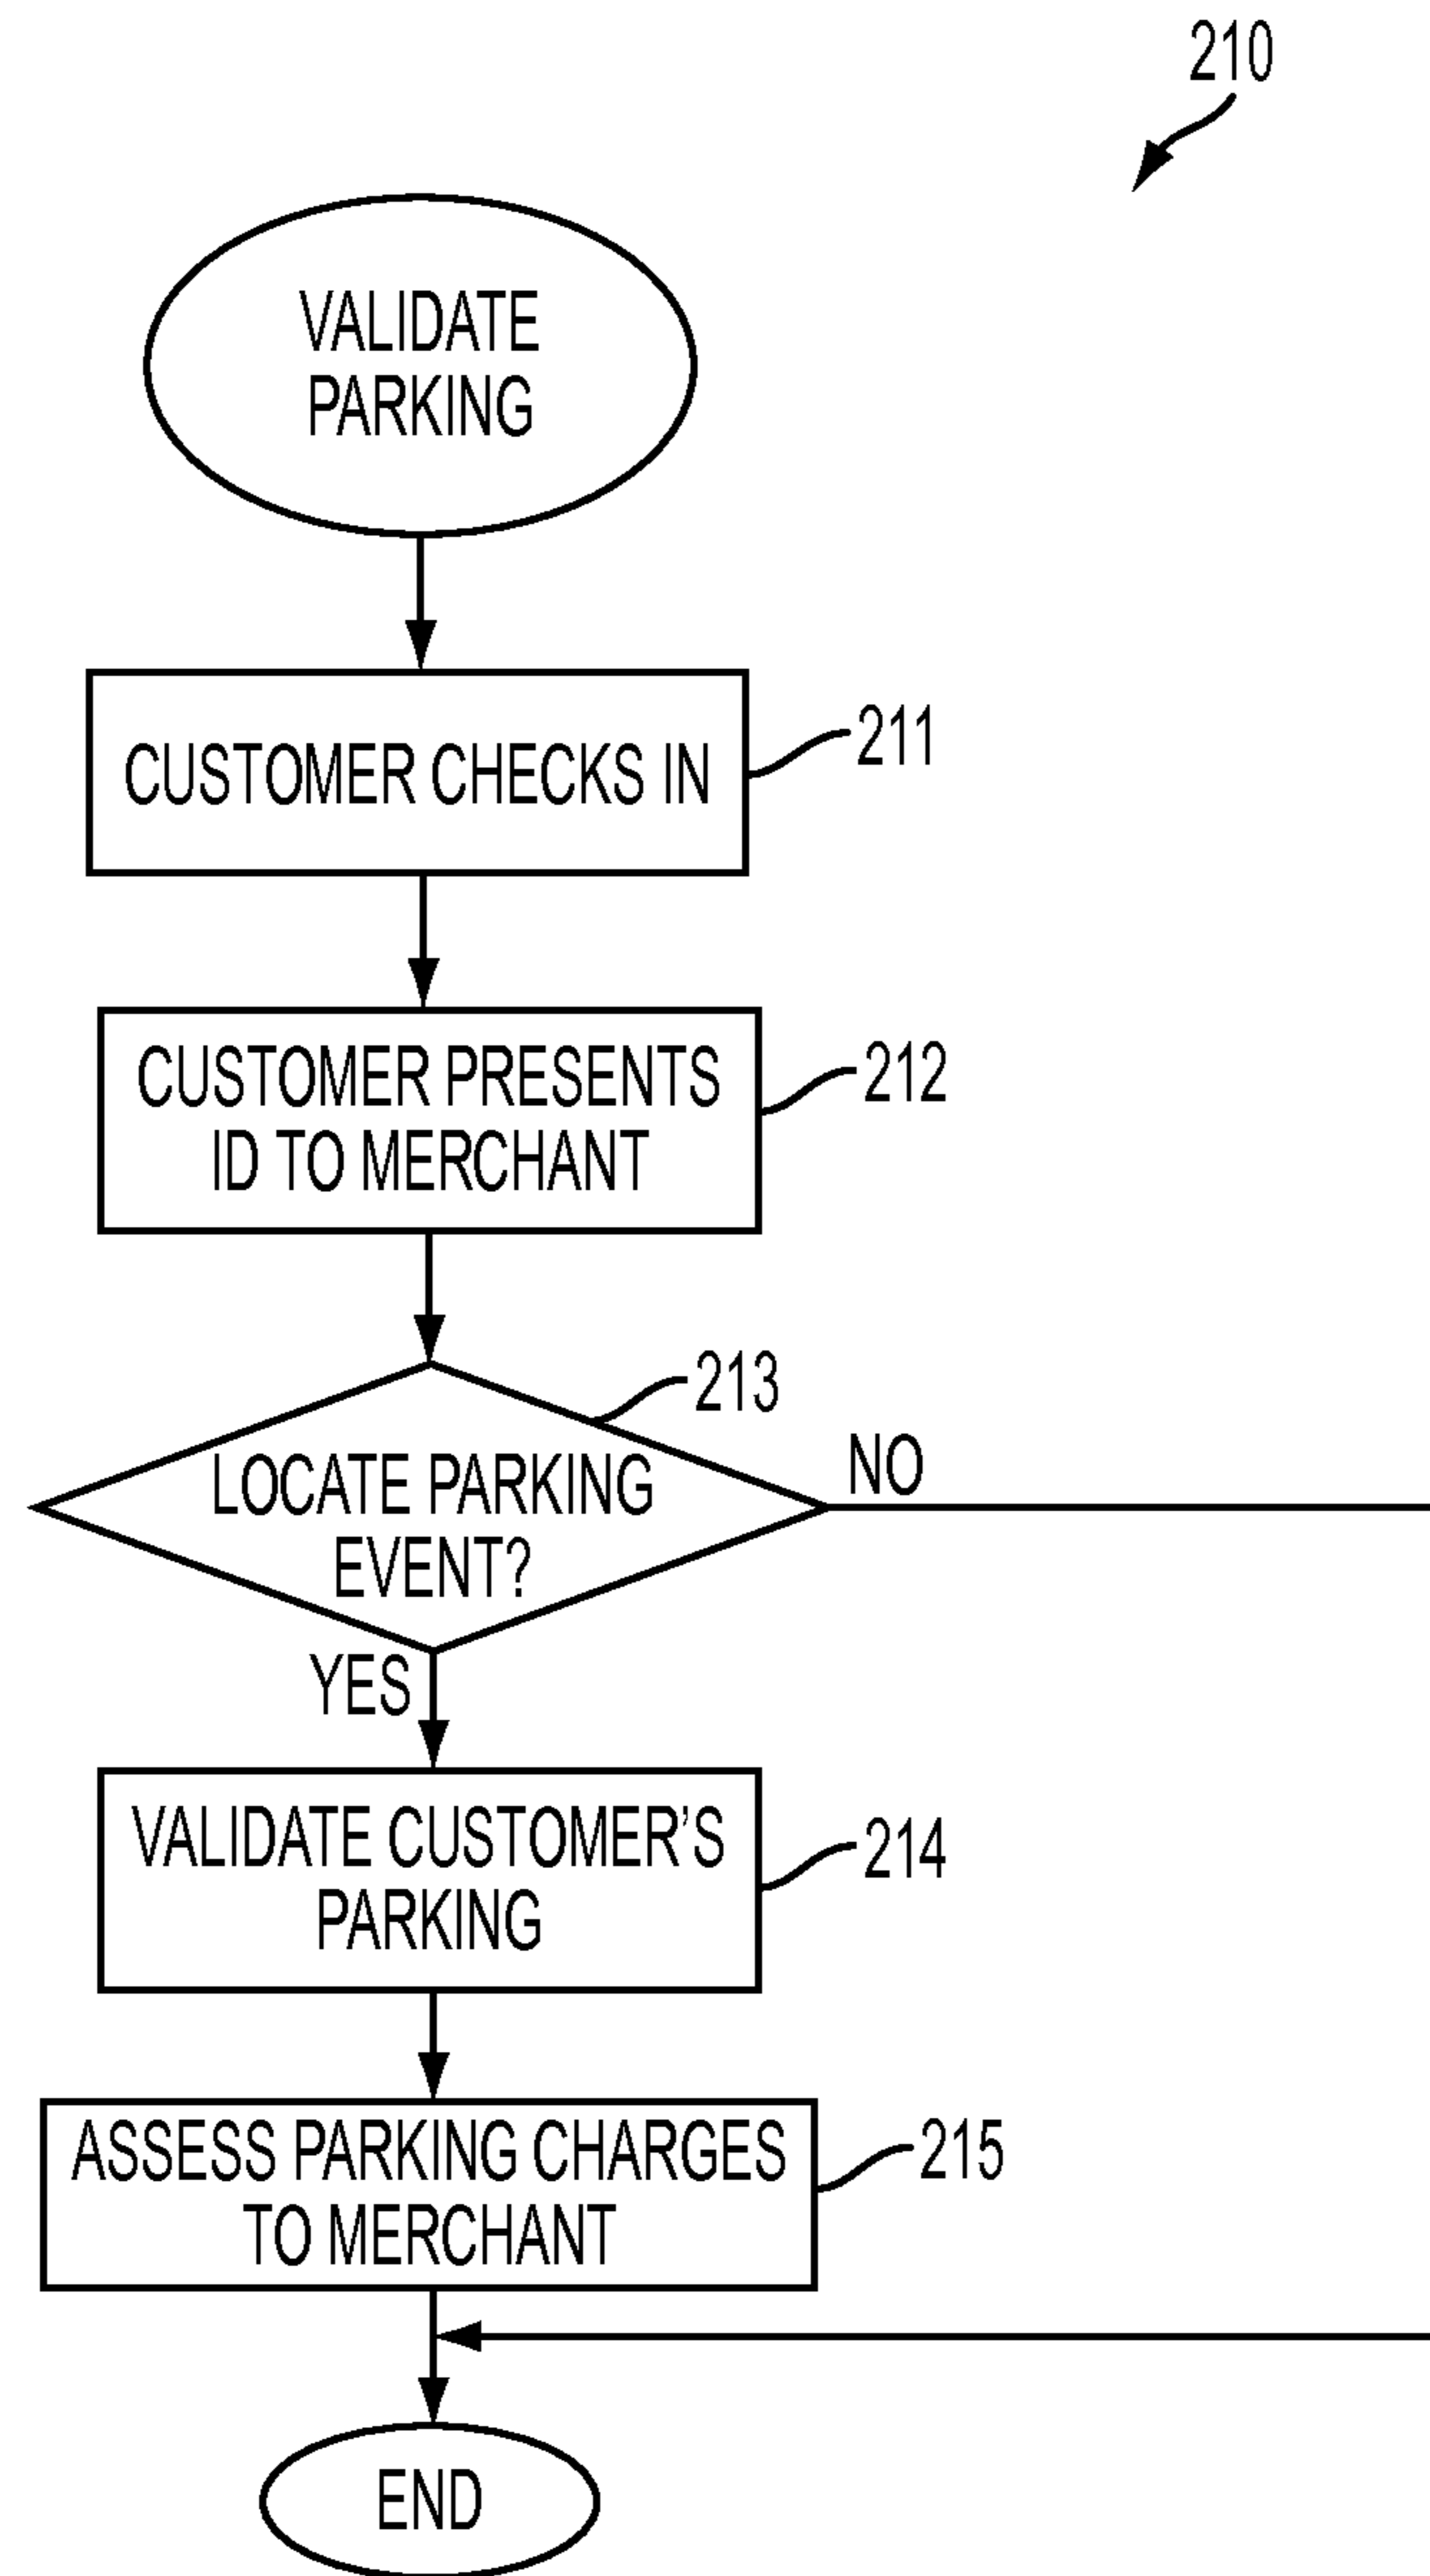 210
VALIDATE
PARKING
CUSTOMER CHECKS IN
211
CUSTOMER PRESENTS
ID TO MERCHANT
212
213
LOCATE PARKING
EVENT?
NO
YES
VALIDATE CUSTOMER'S
PARKING
214
ASSESS PARKING CHARGES
TO MERCHANT
215
END